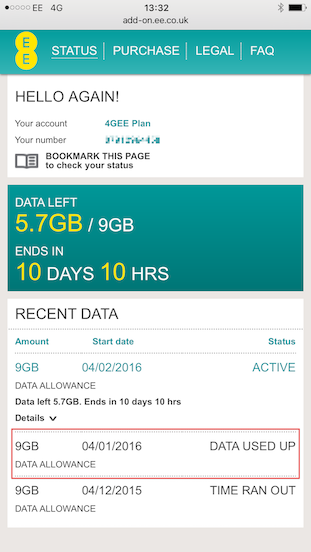 EE 4G 13:32
add-on.ee.co.uk
EE STATUS PURCHASE LEGAL FAQ
HELLO AGAIN!
Your account 4GEE Plan
Your number
BOOKMARK THIS PAGE
to check your status
DATA LEFT
5.7GB / 9GB
ENDS IN
10 DAYS 10 HRS
RECENT DATA
Amount Start date Status
9GB 04/02/2016 ACTIVE
DATA ALLOWANCE
Data left 5.7GB. Ends in 10 days 10 hrs
Details
9GB 04/01/2016 DATA USED UP
DATA ALLOWANCE
9GB 04/12/2015 TIME RAN OUT
DATA ALLOWANCE